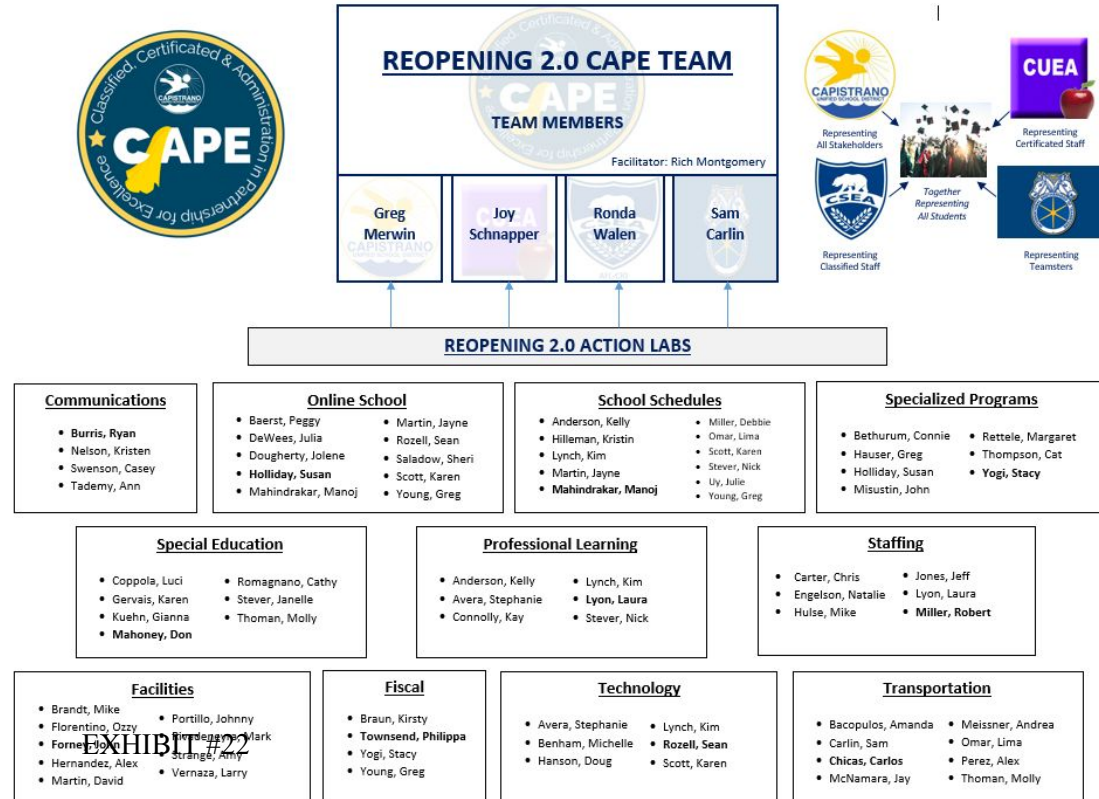 Classified, Certificated & Administration
in Partnership for Excellence
CAPISTRANO
CAPE
REOPENING 2.0 CAPE TEAM
TEAM MEMBERS
Facilitator: Rich Montgomery
Greg
Merwin
Joy
Schnapper
Ronda
Walen
Sam
Carlin
CAPISTRANO
UNIFIED SCHOOL DISTRICT
Representing
All Stakeholders
CUEA
Representing
Certificated Staff
CSEA
Representing
Classified Staff
Together
Representing
All Students
Representing
Teamsters
REOPENING 2.0 ACTION LABS
Communications
• Burris, Ryan
• Nelson, Kristen
• Swenson, Casey
• Tademy, Ann
Online School
• Baerst, Peggy
• DeWees, Julia
• Dougherty, Jolene
• Holliday, Susan
• Mahindrakar, Manoj
• Martin, Jayne
• Rozell, Sean
• Saladow, Sheri
• Scott, Karen
• Young, Greg
School Schedules
• Anderson, Kelly
• Hilleman, Kristin
• Lynch, Kim
• Martin, Jayne
• Mahindrakar, Manoj
• Miller, Debbie
• Omar, Lima
• Scott, Karen
• Stever, Nick
• Uy, Julie
• Young, Greg
Specialized Programs
• Bethurum, Connie
• Hauser, Greg
• Holliday, Susan
• Misustin, John
• Rettele, Margaret
• Thompson, Cat
• Yogi, Stacy
Special Education
• Coppola, Luci
• Gervais, Karen
• Kuehn, Gianna
• Mahoney, Don
• Romagnano, Cathy
• Stever, Janelle
• Thoman, Molly
Professional Learning
• Anderson, Kelly
• Avera, Stephanie
• Connolly, Kay
• Lynch, Kim
• Lyon, Laura
• Stever, Nick
Staffing
• Carter, Chris
• Engelson, Natalie
• Hulse, Mike
• Jones, Jeff
• Lyon, Laura
• Miller, Robert
Facilities
• Brandt, Mike
• Florentino, Ozzy
• Forney, John
• Hernandez, Alex
• Martin, David
• Portillo, Johnny
• Rivadeneyra, Mark
• Strange, Amy
• Vernaza, Larry
EXHIBIT #22
Fiscal
• Braun, Kirsty
• Townsend, Philippa
• Yogi, Stacy
• Young, Greg
Technology
• Avera, Stephanie
• Benham, Michelle
• Hanson, Doug
• Lynch, Kim
• Rozell, Sean
• Scott, Karen
Transportation
• Bacopulos, Amanda
• Carlin, Sam
• Chicas, Carlos
• McNamara, Jay
• Meissner, Andrea
• Omar, Lima
• Perez, Alex
• Thoman, Molly